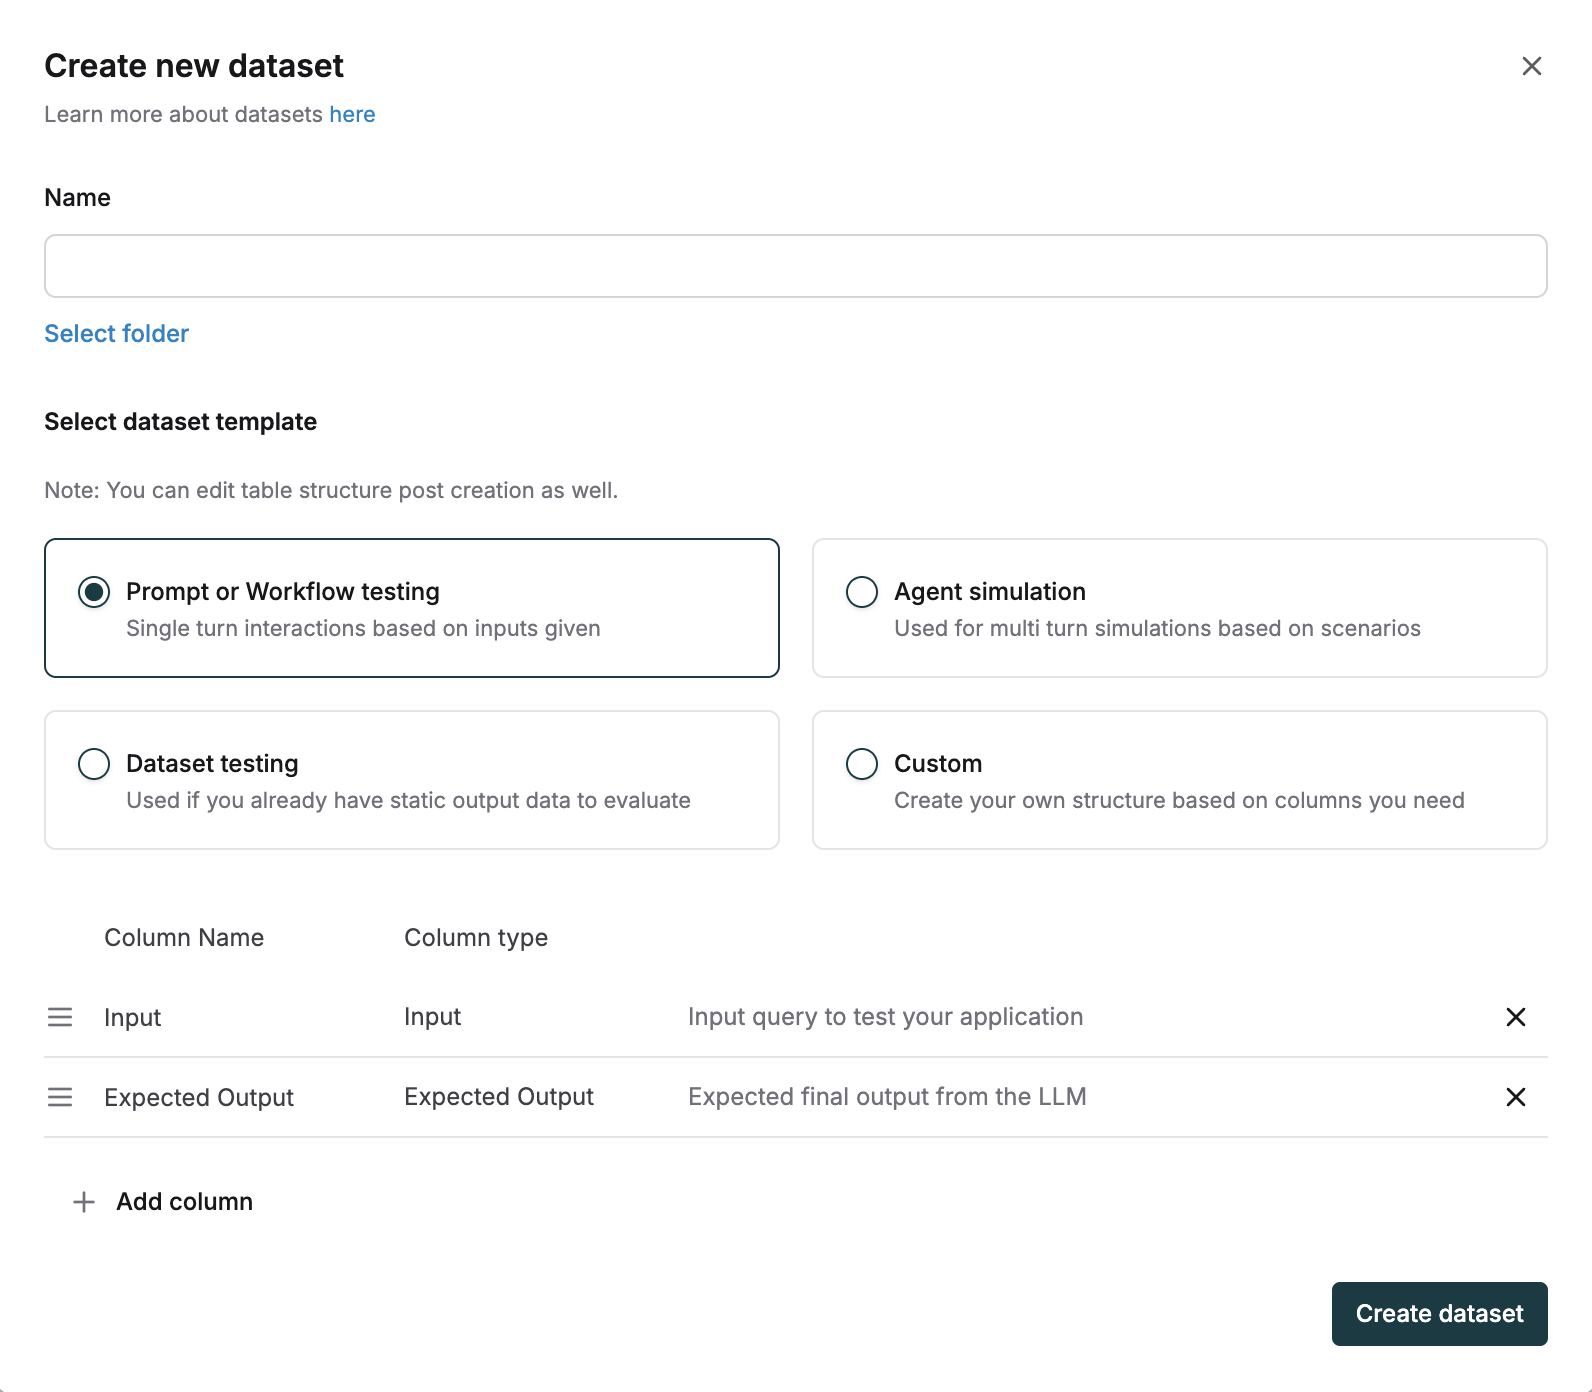 Create new dataset
Learn more about datasets here
Name
Select folder
Select dataset template
Note: You can edit table structure post creation as well.
Prompt or Workflow testing
Single turn interactions based on inputs given
Agent simulation
Used for multi turn simulations based on scenarios
Dataset testing
Used if you already have static output data to evaluate
Custom
Create your own structure based on columns you need
Column Name Column type
Input Input Input query to test your application
Expected Output Expected Output Expected final output from the LLM
Add column
Create dataset